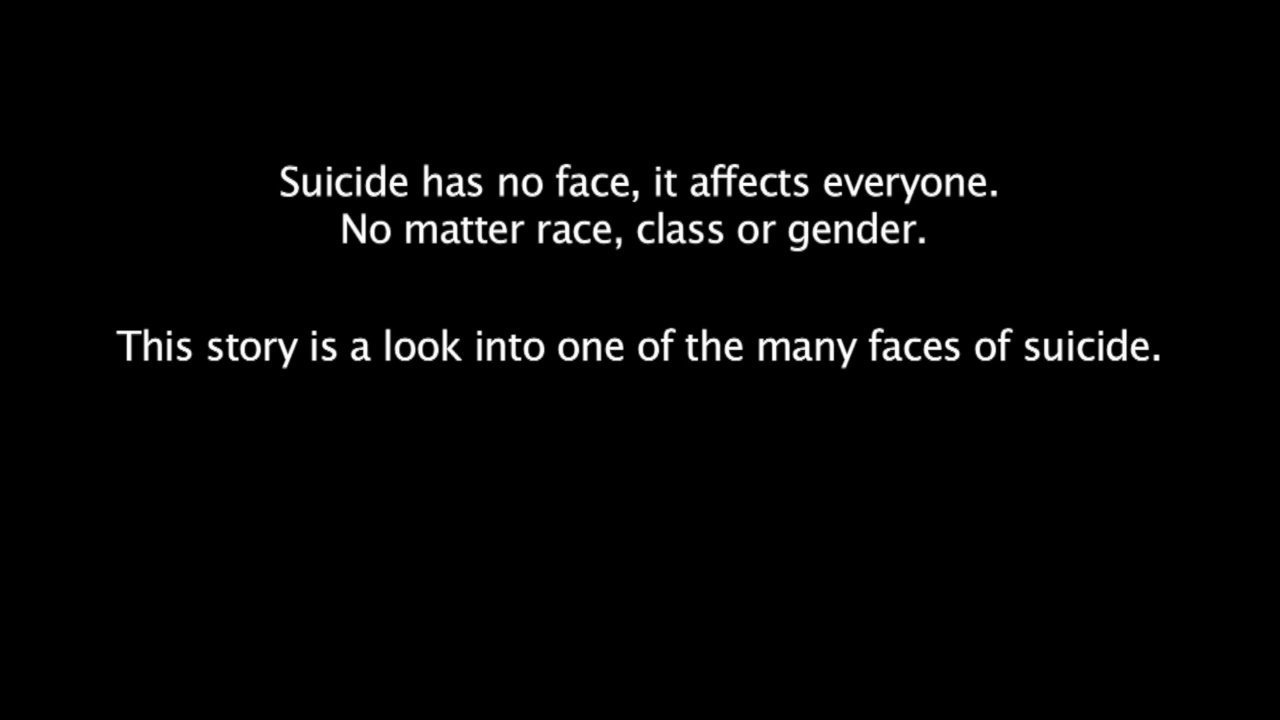 Suicide has no face, it affects everyone.
No matter race, class or gender.
This story is a look into one of the many faces of suicide.